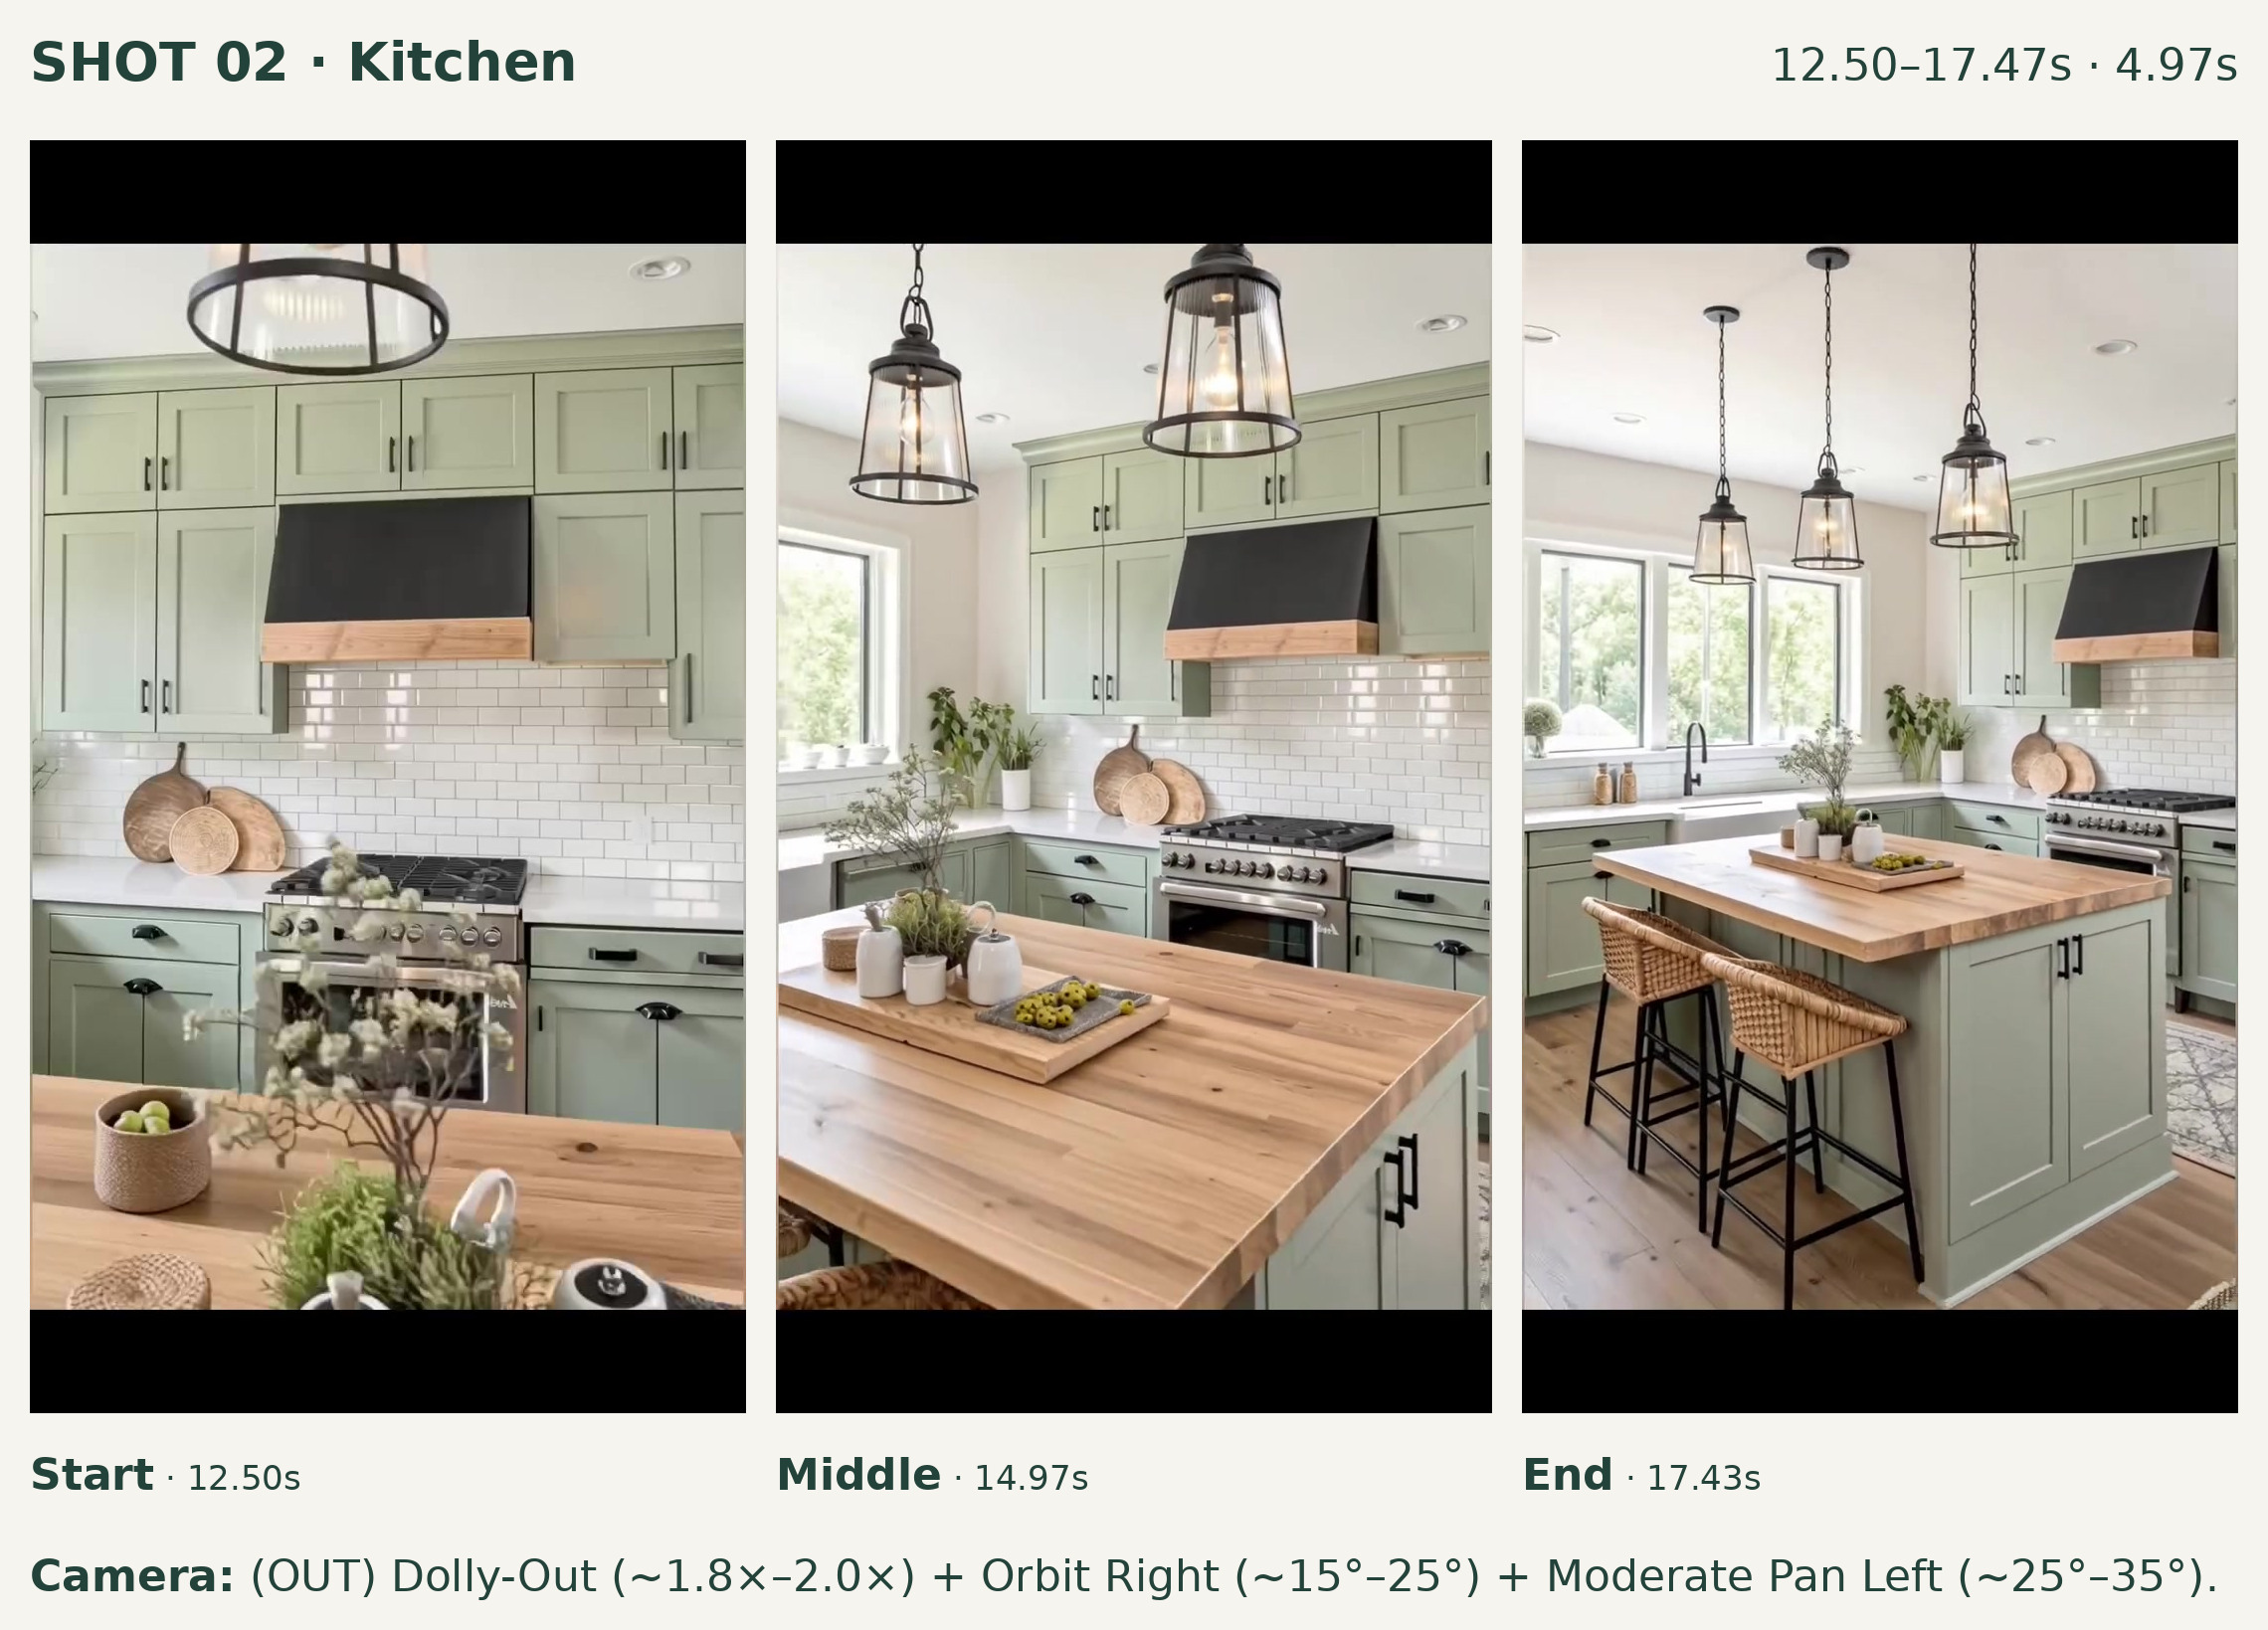 SHOT 02 · Kitchen
12.50–17.47s · 4.97s
Start · 12.50s
Middle · 14.97s
End · 17.43s
Camera: (OUT) Dolly-Out (~1.8×–2.0×) + Orbit Right (~15°–25°) + Moderate Pan Left (~25°–35°).